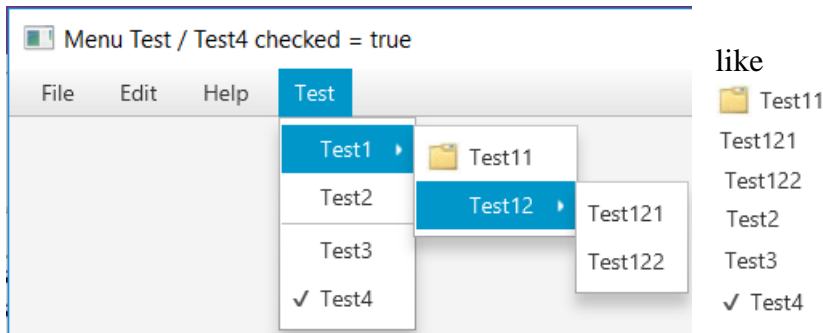 Menu Test / Test4 checked = true
File Edit Help Test
Test1
Test2
Test3
✓ Test4
Test11
Test12
Test121
Test122
like
Test11
Test121
Test122
Test2
Test3
✓ Test4